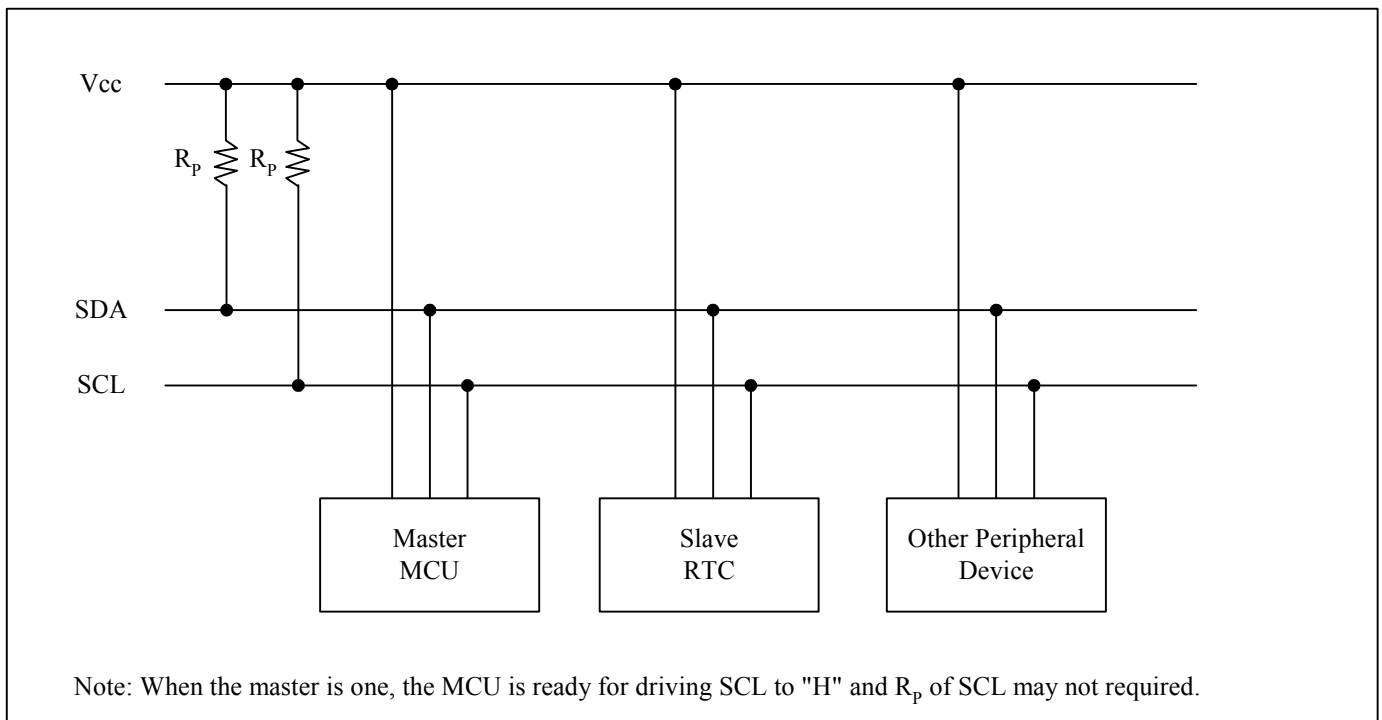 Vcc
R_P R_P
SDA
SCL
Master
MCU
Slave
RTC
Other Peripheral
Device
Note: When the master is one, the MCU is ready for driving SCL to "H" and R_P of SCL may not required.